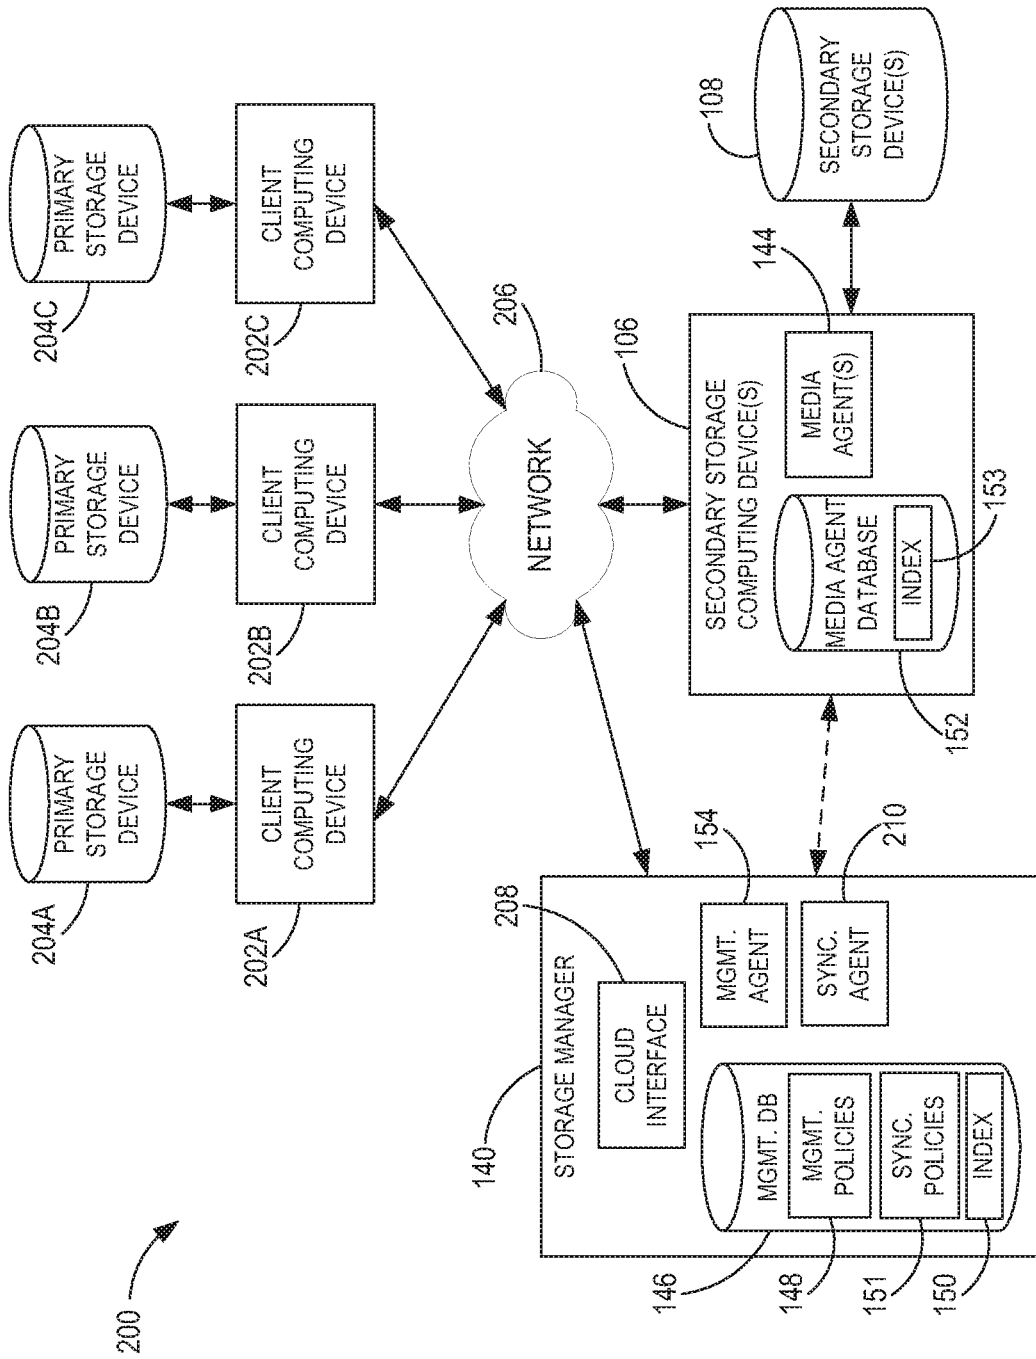 200
204A
PRIMARY
STORAGE
DEVICE
204B
PRIMARY
STORAGE
DEVICE
204C
PRIMARY
STORAGE
DEVICE
202A
CLIENT
COMPUTING
DEVICE
202B
CLIENT
COMPUTING
DEVICE
202C
CLIENT
COMPUTING
DEVICE
NETWORK
206
140
STORAGE MANAGER
208
CLOUD
INTERFACE
154
MGMT.
AGENT
210
SYNC.
AGENT
146
MGMT. DB
148
MGMT.
POLICIES
151
SYNC.
POLICIES
150
INDEX
106
SECONDARY STORAGE
COMPUTING DEVICE(S)
144
MEDIA
AGENT(S)
152
MEDIA AGENT
DATABASE
INDEX
153
108
SECONDARY
STORAGE
DEVICE(S)